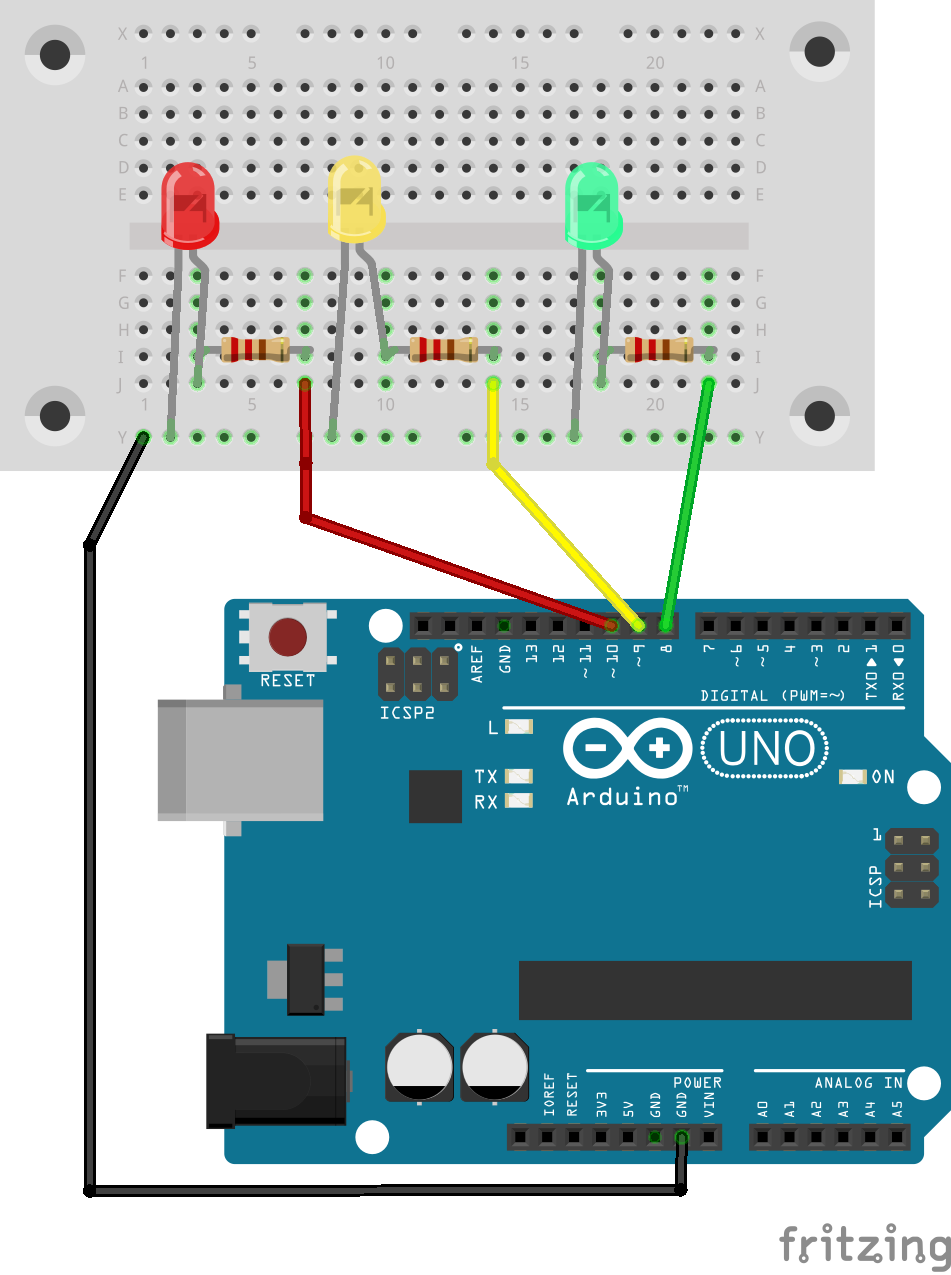 X X
1 5 10 15 20
A A
B B
C C
D D
E E
F F
G G
H H
I I
J J
1 5 10 15 20
Y Y
RESET
ICSP2
AREF
GND
13
12
~11
~10
~9
8
7
~6
~5
4
~3
2
TX0▶1
RX0◀0
DIGITAL (PWM=~)
L
TX
RX
UNO
ON
Arduino™
1
ICSP
POWER
ANALOG IN
IOREF
RESET
3V3
5V
GND
GND
VIN
A0
A1
A2
A3
A4
A5
fritzing